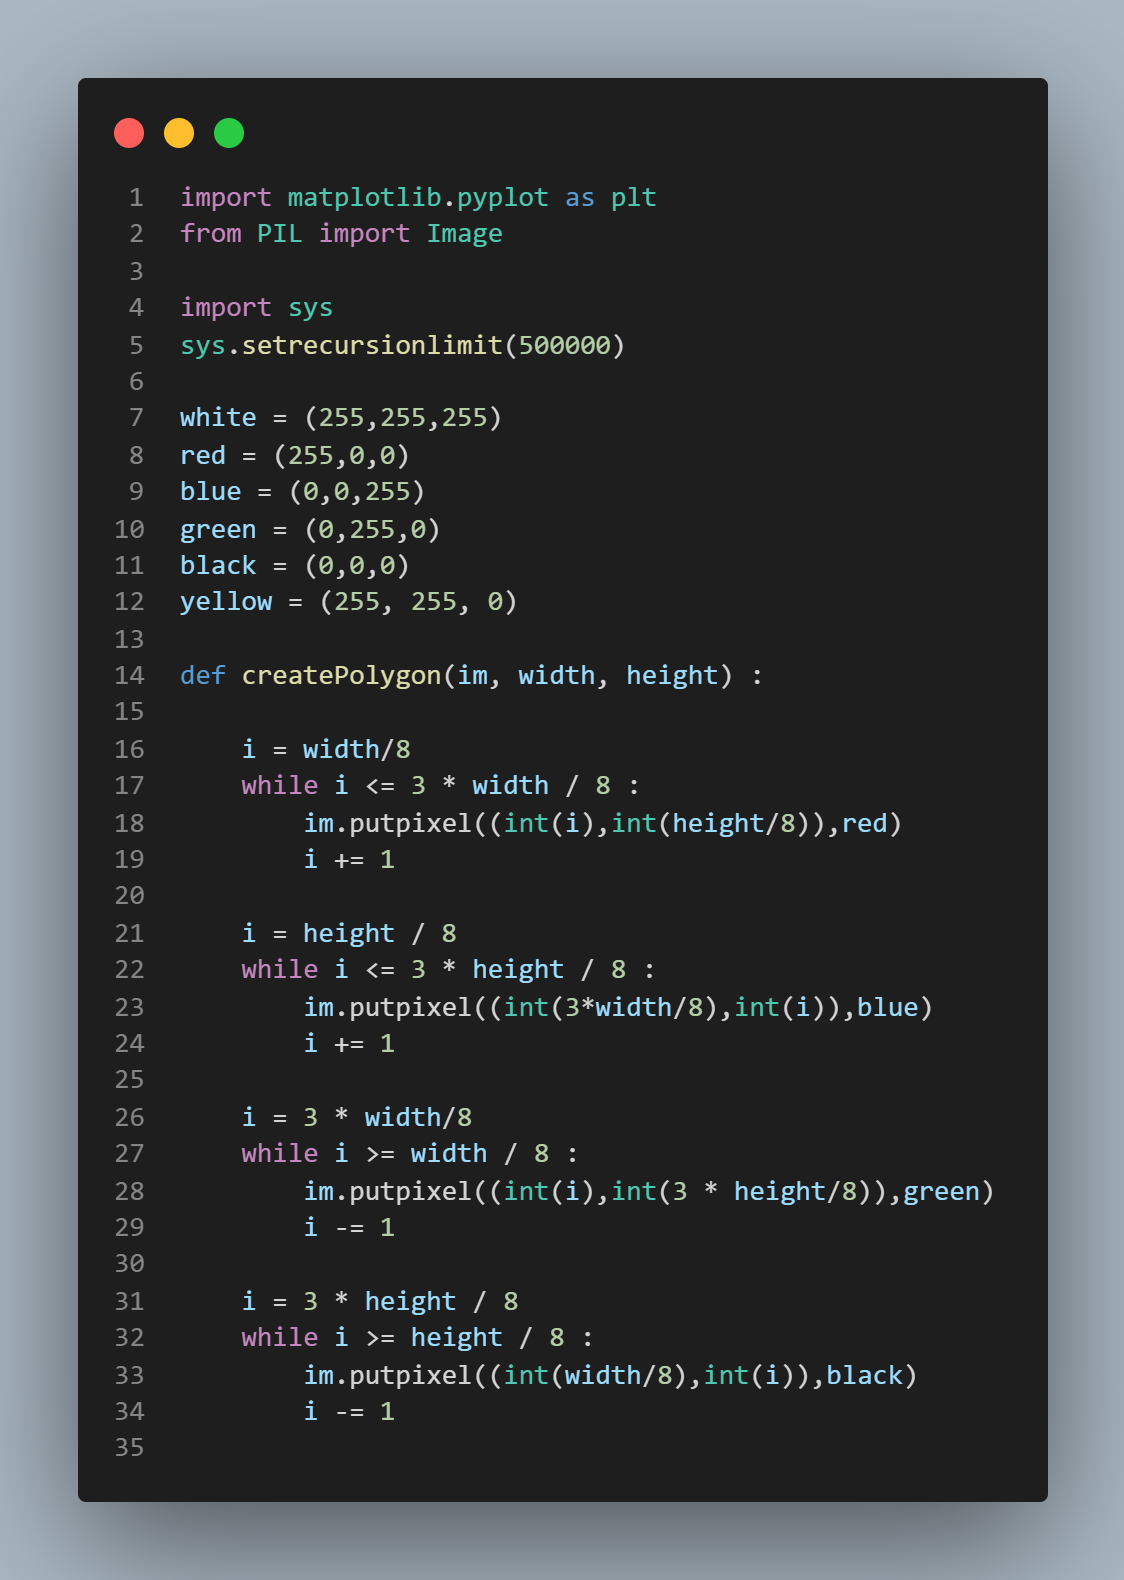 1 import matplotlib.pyplot as plt
2 from PIL import Image
3
4 import sys
5 sys.setrecursionlimit(500000)
6
7 white = (255,255,255)
8 red = (255,0,0)
9 blue = (0,0,255)
10 green = (0,255,0)
11 black = (0,0,0)
12 yellow = (255, 255, 0)
13
14 def createPolygon(im, width, height) :
15
16     i = width/8
17     while i <= 3 * width / 8 :
18         im.putpixel((int(i),int(height/8)),red)
19         i += 1
20
21     i = height / 8
22     while i <= 3 * height / 8 :
23         im.putpixel((int(3*width/8),int(i)),blue)
24         i += 1
25
26     i = 3 * width/8
27     while i >= width / 8 :
28         im.putpixel((int(i),int(3 * height/8)),green)
29         i -= 1
30
31     i = 3 * height / 8
32     while i >= height / 8 :
33         im.putpixel((int(width/8),int(i)),black)
34         i -= 1
35